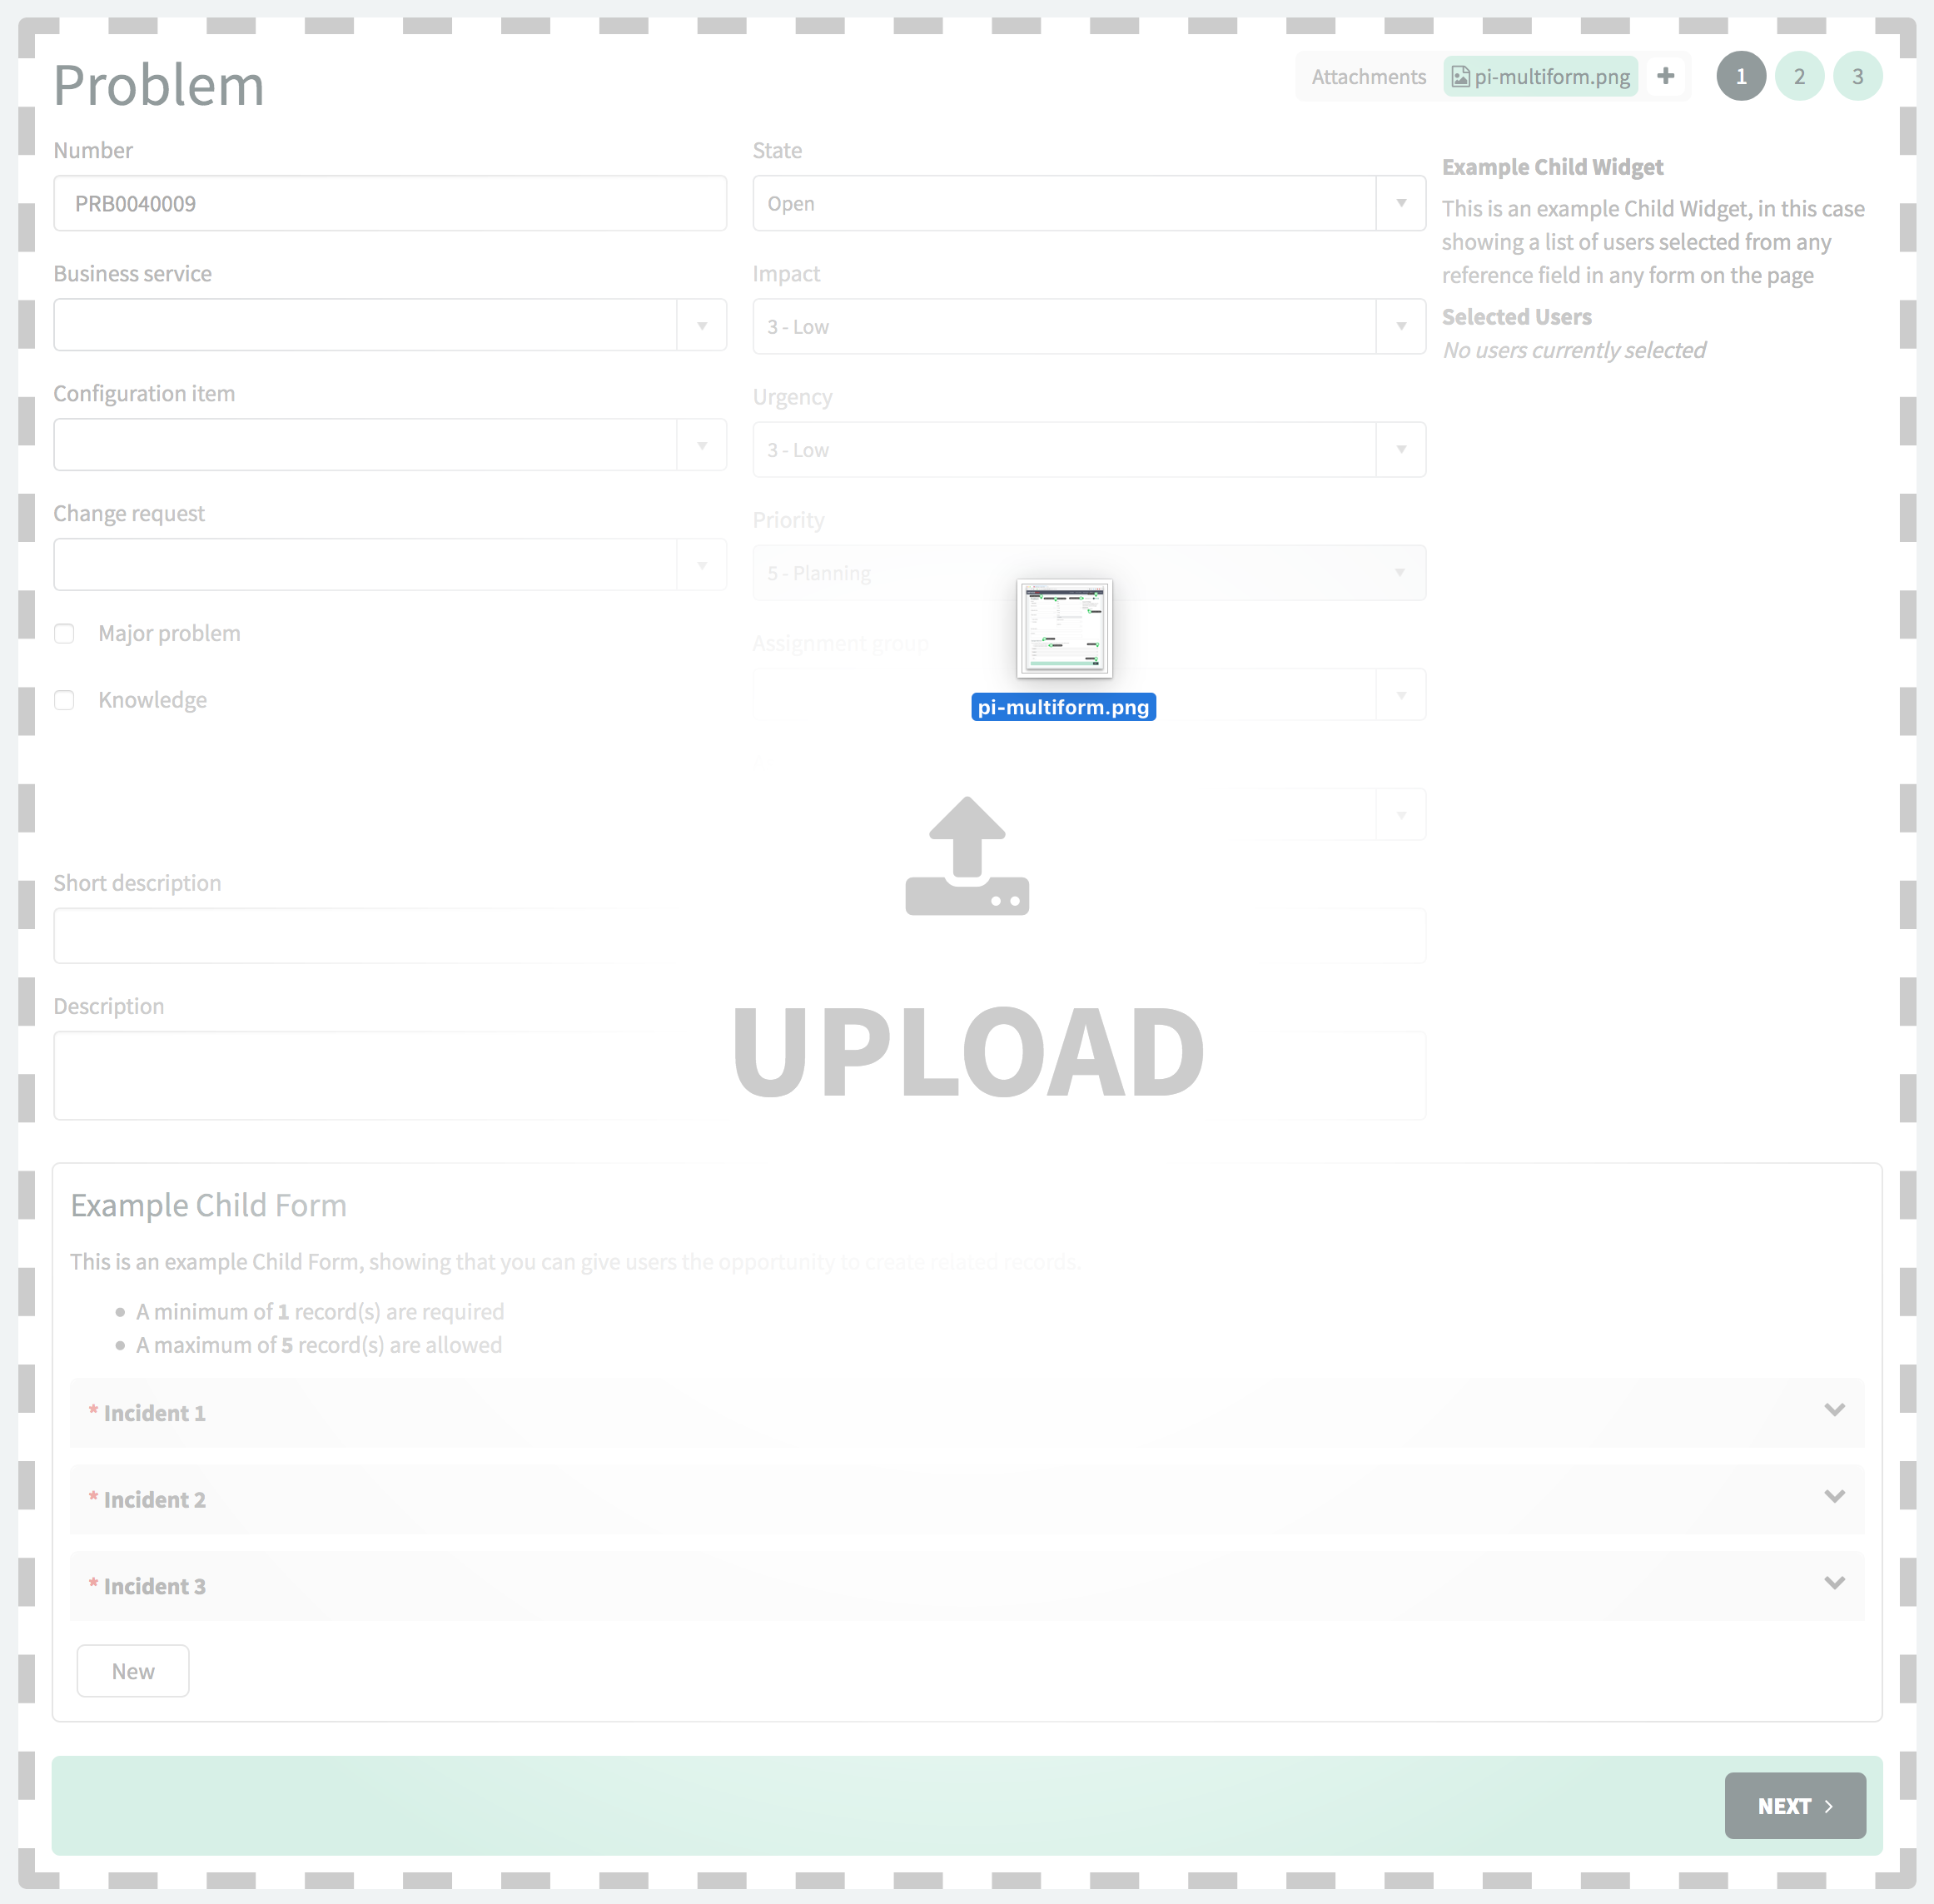 Problem
Attachments pi-multiform.png
1 2 3
Number
PRB0040009
State
Open
Example Child Widget
This is an example Child Widget, in this case
showing a list of users selected from any
reference field in any form on the page
Selected Users
No users currently selected
Business service
Impact
3 - Low
Configuration item
Urgency
3 - Low
Change request
Priority
5 - Planning
Major problem
Assignment group
Knowledge
pi-multiform.png
Short description
Description
UPLOAD
Example Child Form
This is an example Child Form, showing that you can give users the opportunity to create related records.
A minimum of 1 record(s) are required
A maximum of 5 record(s) are allowed
* Incident 1
* Incident 2
* Incident 3
New
NEXT